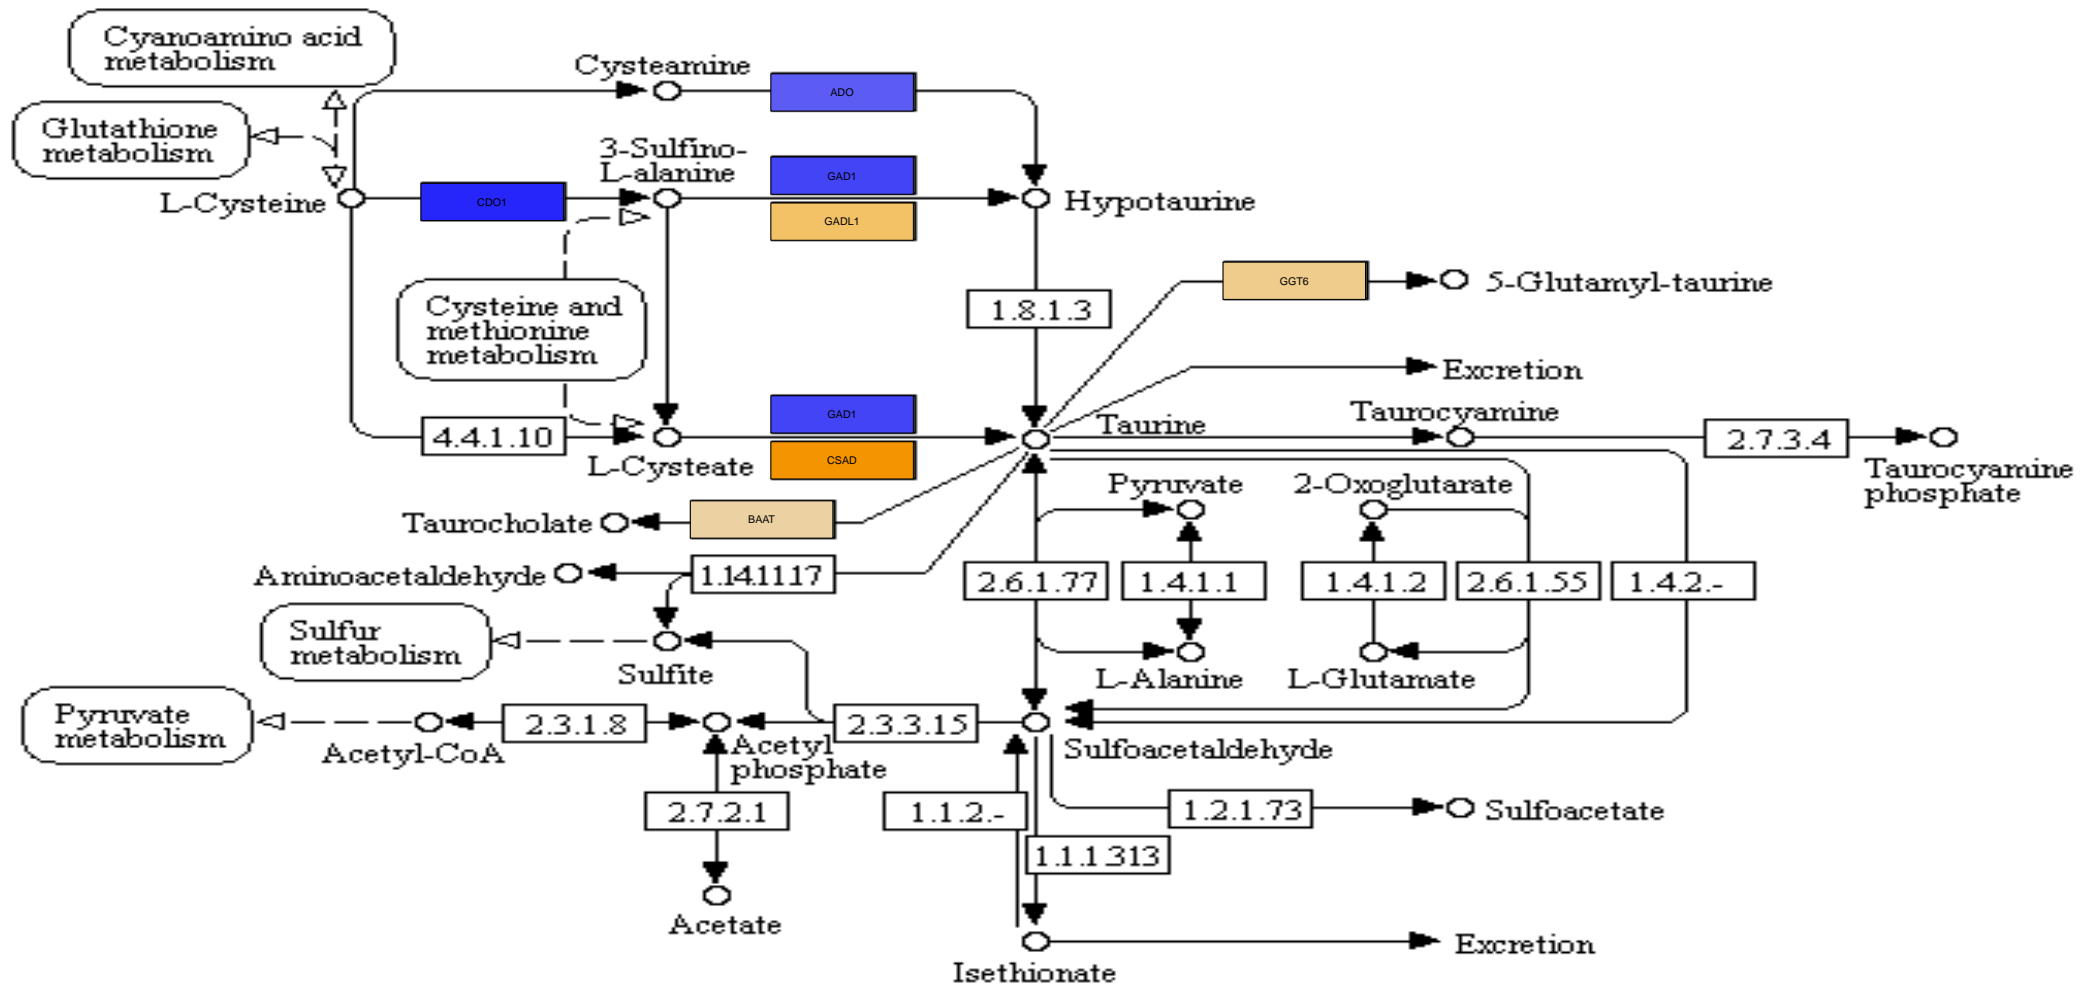 Cyanoamino acid
metabolism
Cysteamine
ADO
Glutathione
metabolism
3-Sulfino-
L-alanine
GAD1
L-Cysteine
CDO1
Hypotaurine
GADL1
GGT6
5-Glutamyl-taurine
Cysteine and
methionine
metabolism
1.8.1.3
Excretion
GAD1
Taurine
Taurocyamine
4.4.1.10
2.7.3.4
L-Cysteate
CSAD
Taurocyamine
phosphate
Pyruvate
2-Oxoglutarate
Taurocholate
BAAT
Aminoacetaldehyde
1.14.11.17
2.6.1.77
1.4.1.1
1.4.1.2
2.6.1.55
1.4.2.-
Sulfur
metabolism
Sulfite
L-Alanine
L-Glutamate
Pyruvate
metabolism
2.3.1.8
2.3.3.15
Acetyl-CoA
Acetyl
phosphate
Sulfoacetaldehyde
2.7.2.1
1.1.2.-
1.2.1.73
Sulfoacetate
1.1.1.313
Acetate
Excretion
Isethionate